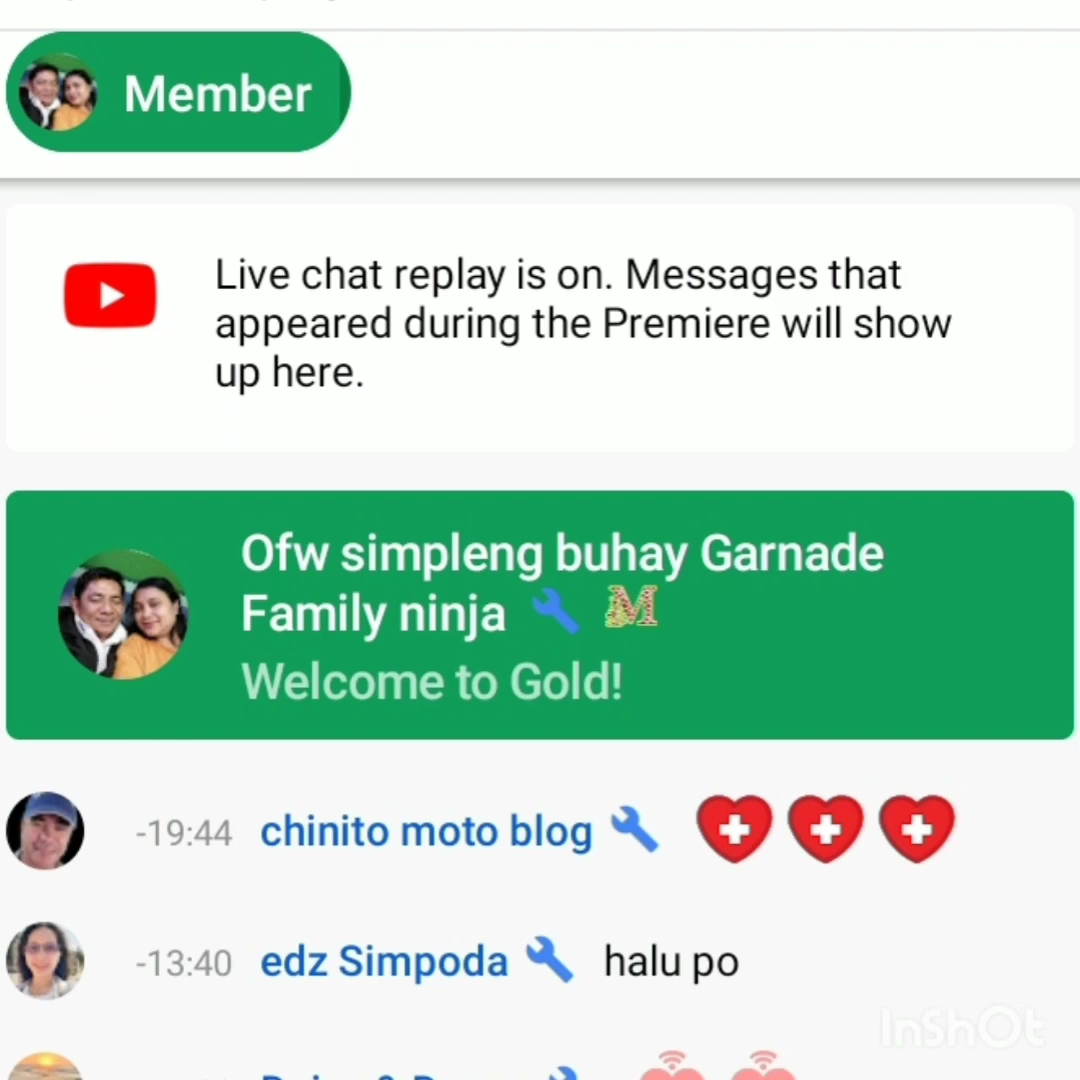 Member
Live chat replay is on. Messages that
appeared during the Premiere will show
up here.
Ofw simpleng buhay Garnade
Family ninja M
Welcome to Gold!
-19:44 chinito moto blog
-13:40 edz Simpoda halu po
InShOt